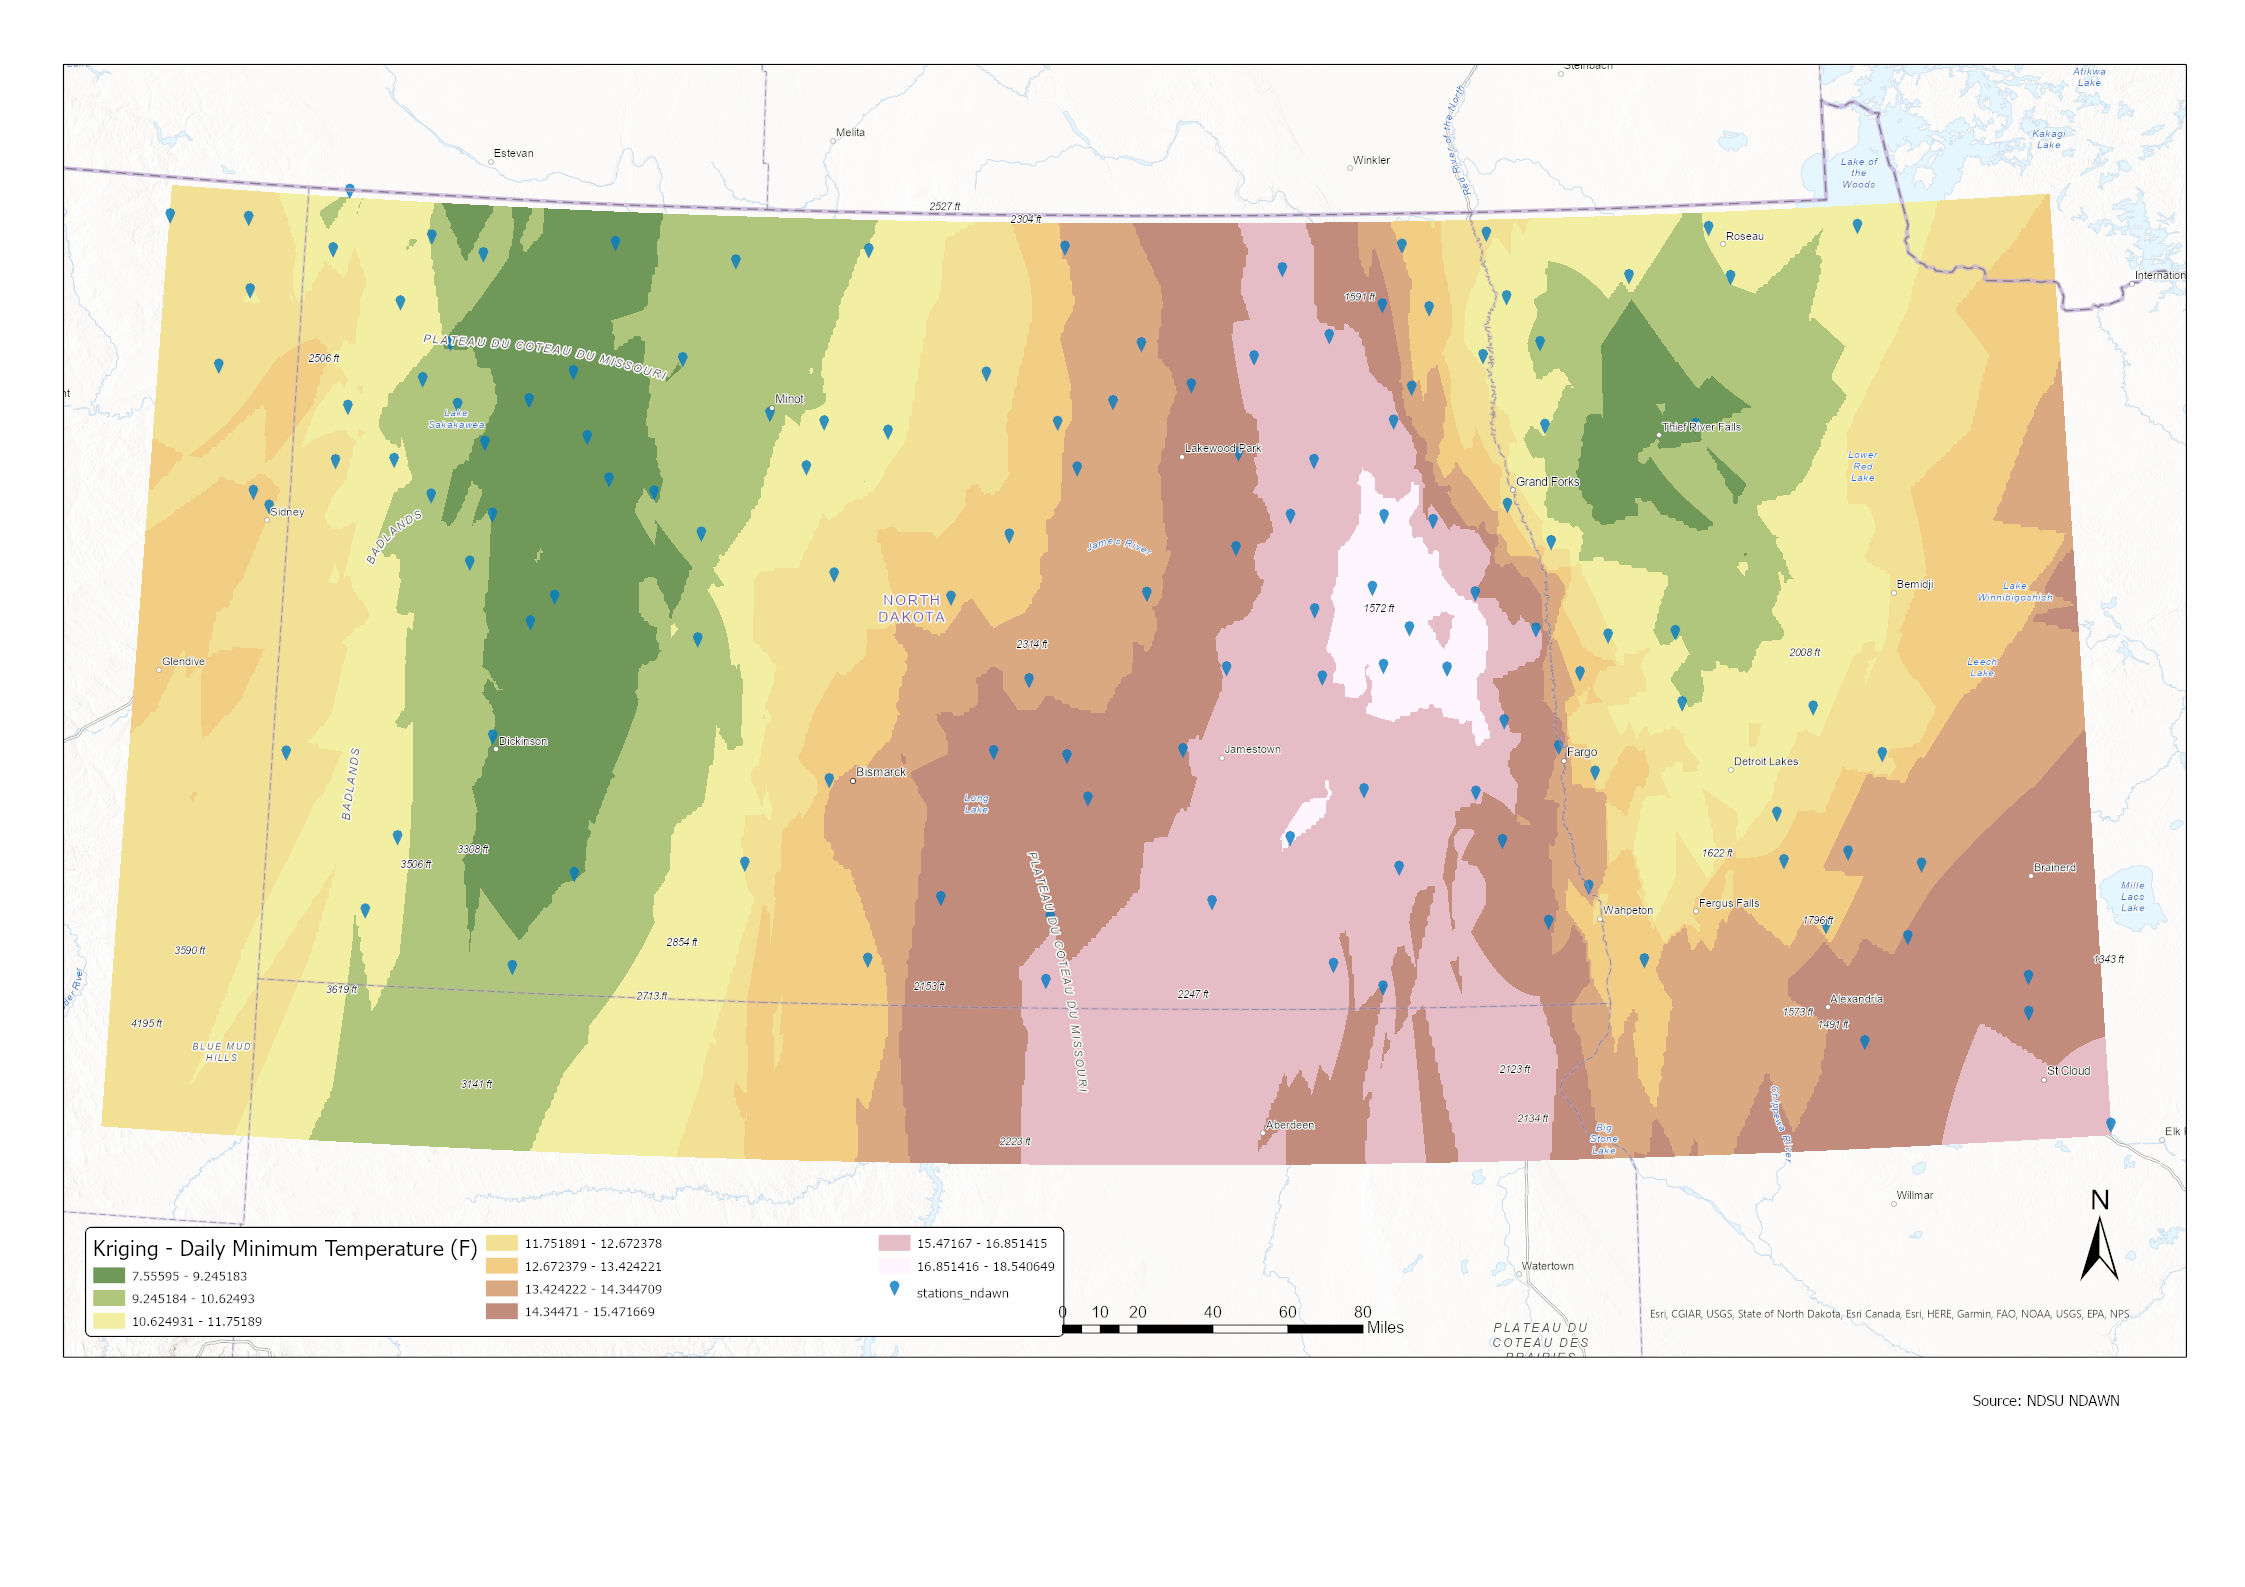 Steinbach
Atikwa
Lake
Melita
Kakagi
Lake
Estevan
Winkler
Red River of the North
Lake of
the
Woods
2527 ft
2304 ft
Roseau
Internation
1591 ft
PLATEAU DU COTEAU DU MISSOURI
2506 ft
Minot
Lake
Sakakawea
Thief River Falls
Lakewood Park
Lower
Red
Lake
Grand Forks
Sidney
BADLANDS
James River
Bemidji
Lake
Winnibigoshish
NORTH
DAKOTA
1572 ft
2314 ft
2008 ft
Glendive
Leech
Lake
Dickinson
Jamestown
Fargo
Detroit Lakes
BADLANDS
Bismarck
Long
Lake
3308 ft
3506 ft
1622 ft
Brainerd
Mille
Lacs
Lake
PLATEAU DU COTEAU DU MISSOURI
Fergus Falls
Wahpeton
1796 ft
3590 ft
2854 ft
1343 ft
der River
3619 ft
2713 ft
2153 ft
2247 ft
Alexandria
1573 ft
1491 ft
4195 ft
BLUE MUD
HILLS
3141 ft
2123 ft
St Cloud
Chippewa River
2134 ft
Aberdeen
Big
Stone
Lake
2223 ft
Elk
Willmar
N
Kriging - Daily Minimum Temperature (F)
7.55595 - 9.245183
9.245184 - 10.62493
10.624931 - 11.75189
11.751891 - 12.672378
12.672379 - 13.424221
13.424222 - 14.344709
14.34471 - 15.471669
15.47167 - 16.851415
16.851416 - 18.540649
stations_ndawn
Watertown
0 10 20 40 60 80
Miles
PLATEAU DU
COTEAU DES
PRAIRIES
Esri, CGIAR, USGS, State of North Dakota, Esri Canada, Esri, HERE, Garmin, FAO, NOAA, USGS, EPA, NPS
Source: NDSU NDAWN